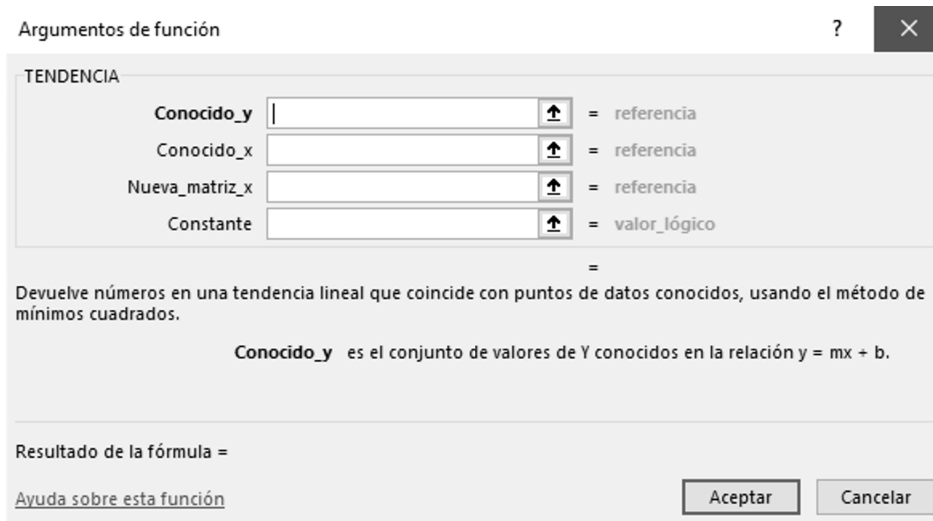 Argumentos de función ?
TENDENCIA
Conocido_y = referencia
Conocido_x = referencia
Nueva_matriz_x = referencia
Constante = valor_lógico
=
Devuelve números en una tendencia lineal que coincide con puntos de datos conocidos, usando el método de
mínimos cuadrados.
Conocido_y es el conjunto de valores de Y conocidos en la relación y = mx + b.
Resultado de la fórmula =
Ayuda sobre esta función Aceptar Cancelar